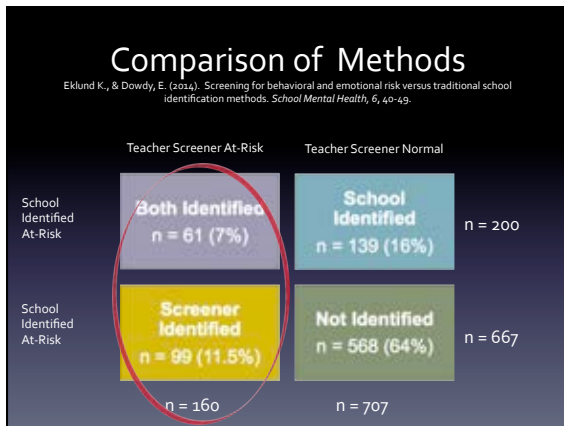 Comparison of Methods
Eklund K., & Dowdy, E. (2014). Screening for behavioral and emotional risk versus traditional school
identification methods. School Mental Health, 6, 40-49.
Teacher Screener At-Risk
Teacher Screener Normal
School
Identified
At-Risk
Both Identified
n = 61 (7%)
School
Identified
n = 139 (16%)
n = 200
School
Identified
At-Risk
Screener
Identified
n = 99 (11.5%)
Not Identified
n = 568 (64%)
n = 667
n = 160
n = 707